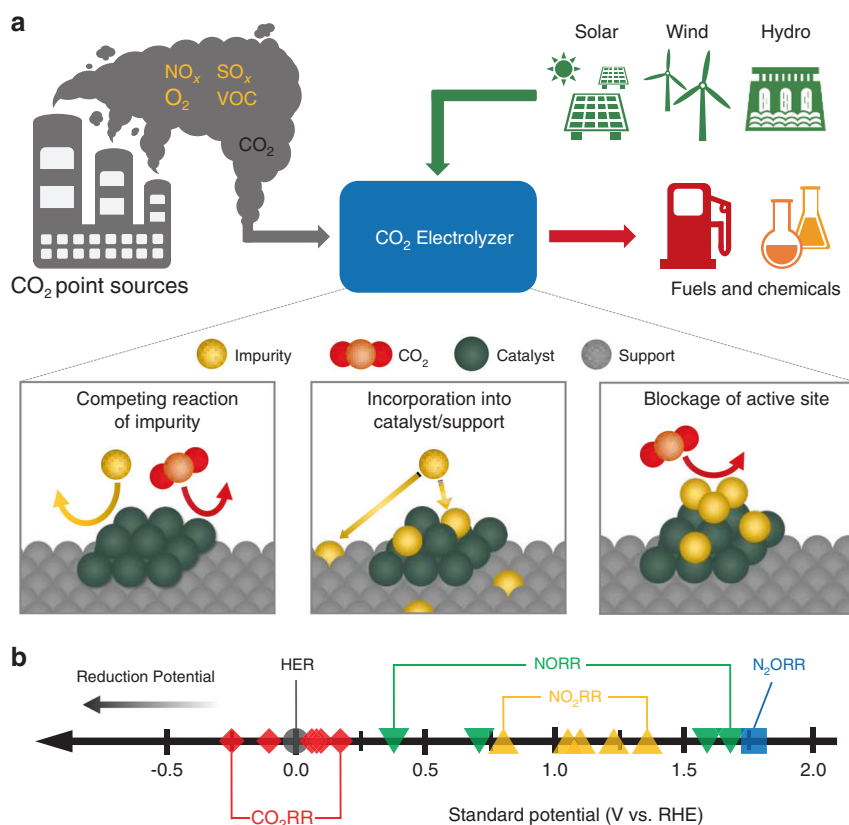 a
Solar Wind Hydro
NOx SOx
O2 VOC
CO2
CO2 Electrolyzer
CO2 point sources
Fuels and chemicals
Impurity CO2 Catalyst Support
Competing reaction
of impurity
Incorporation into
catalyst/support
Blockage of active site
b
Reduction Potential
HER
NORR
N2ORR
NO2RR
-0.5 0.0 0.5 1.0 1.5 2.0
CO2RR
Standard potential (V vs. RHE)